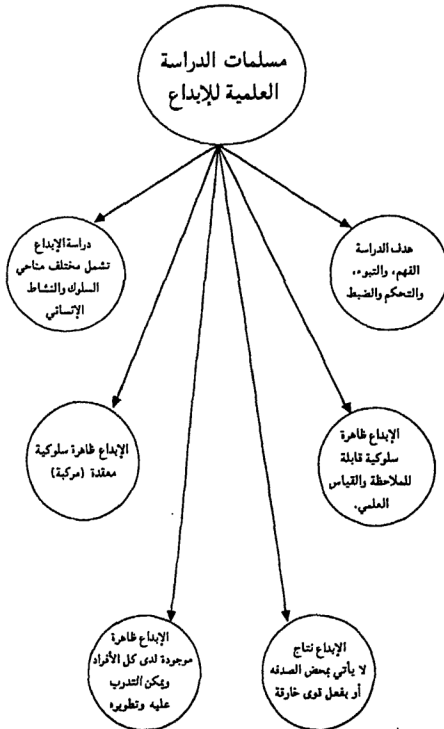 مسلمات الدراسة
العلمية للإبداع
هدف الدراسة
الفهم، والتبوء،
والتحكم والضبط
دراسة الإبداع
تشمل مختلف مناحي
السلوك والنشاط
الإنساني
الإبداع ظاهرة
سلوكية قابلة
للملاحظة والقياس
العلمي.
الإبداع ظاهرة سلوكية
معقدة (مركبة)
الإبداع نتاج
لا يأتي بمحض الصدفه
أو بفعل قوى خارقة
الإبداع ظاهرة
موجودة لدى كل الأفراد
ويمكن التدرب
عليه وتطويره